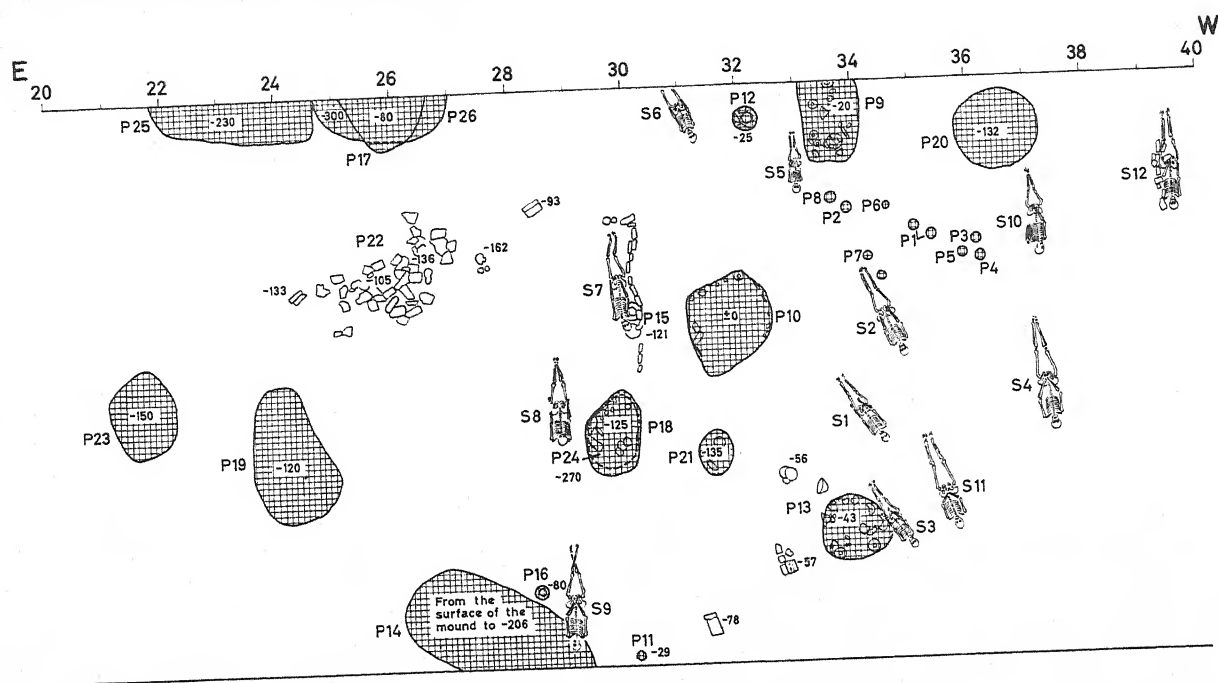 E
W
20
22
24
26
28
30
32
34
36
38
40
P25
-230
-300
-80
P26
P17
S6
P12
-25
-20
P9
-132
P20
S12
S5
P8
P2
P6
P1
P3
P5
P4
S10
P7
-93
P22
-136
-162
-105
-133
S7
P15
-121
±0
P10
S2
S4
-150
P23
P19
-120
S8
-125
P18
P24
-270
P21
-135
S1
-56
P13
-43
S3
S11
-57
P16
-80
From the
surface of the
mound to -206
P14
S9
P11
-29
-78